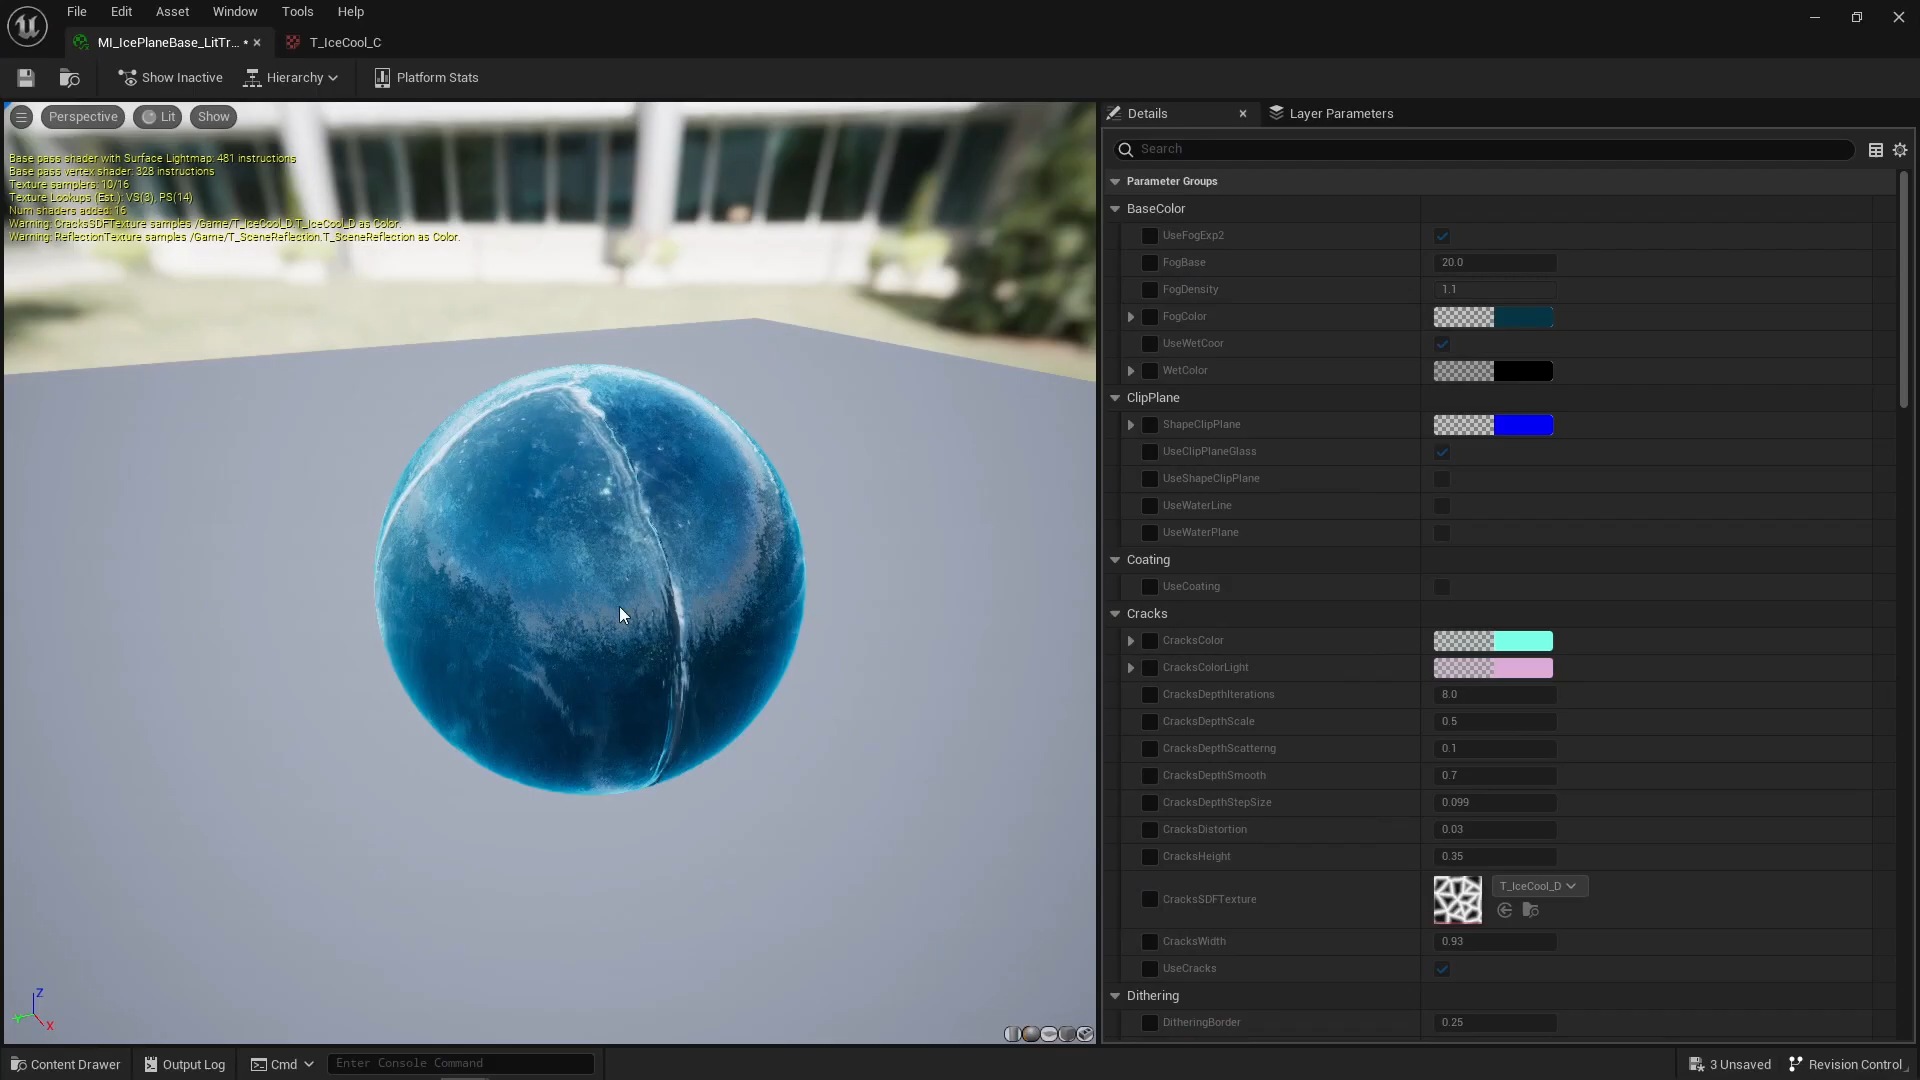 File Edit Asset Window Tools Help
MI_IcePlaneBase_LitTr... •
T_IceCool_C
Show Inactive
Hierarchy
Platform Stats
Perspective
Lit
Show
Base pass shader with Surface Lightmap: 481 instructions
Base pass vertex shader: 328 instructions
Texture samplers: 10/16
Texture Lookups (Est.): VS(3), PS(14)
Num shaders added: 16
Warning: CracksSDFTexture samples /Game/T_IceCool_D.T_IceCool_D as Color.
Warning: ReflectionTexture samples /Game/T_SceneReflection.T_SceneReflection as Color.
Z
X
Details
Layer Parameters
Search
Parameter Groups
BaseColor
UseFogExp2
FogBase 20.0
FogDensity 1.1
FogColor
UseWetCoor
WetColor
ClipPlane
ShapeClipPlane
UseClipPlaneGlass
UseShapeClipPlane
UseWaterLine
UseWaterPlane
Coating
UseCoating
Cracks
CracksColor
CracksColorLight
CracksDepthIterations 8.0
CracksDepthScale 0.5
CracksDepthScatterng 0.1
CracksDepthSmooth 0.7
CracksDepthStepSize 0.099
CracksDistortion 0.03
CracksHeight 0.35
CracksSDFTexture T_IceCool_D
CracksWidth 0.93
UseCracks
Dithering
DitheringBorder 0.25
Content Drawer
Output Log
Cmd
Enter Console Command
3 Unsaved
Revision Control